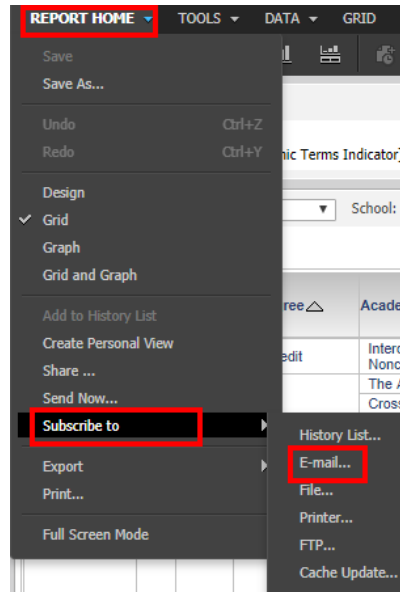 REPORT HOME TOOLS DATA GRID
Save
Save As...
Undo Ctrl+Z
Redo Ctrl+Y
nic Terms Indicator]
Design
School:
Grid
Graph
Grid and Graph
ree Acade
Add to History List
Create Personal View
edit Interd
Nonc
Share ...
The A
Send Now...
Cross
Subscribe to
History List...
E-mail...
Export
File...
Print...
Printer...
Full Screen Mode
FTP...
Cache Update...